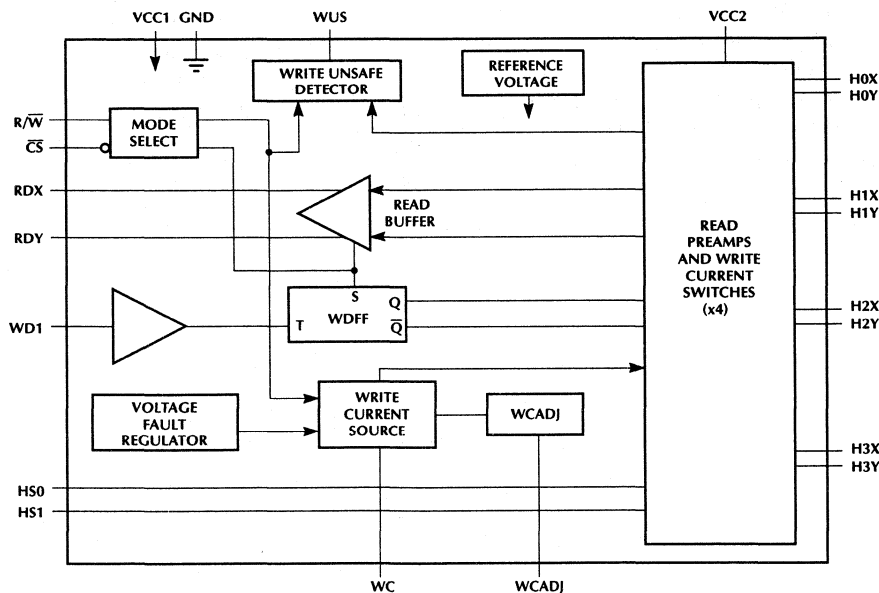 VCC1 GND
WUS
VCC2
WRITE UNSAFE
DETECTOR
REFERENCE
VOLTAGE
H0X
H0Y
R/W̅
C̅S̅
MODE
SELECT
RDX
RDY
READ
BUFFER
H1X
H1Y
READ
PREAMPS
AND WRITE
CURRENT
SWITCHES
(x4)
S
Q
WDFF
T
Q̅
WD1
H2X
H2Y
VOLTAGE
FAULT
REGULATOR
WRITE
CURRENT
SOURCE
WCADJ
H3X
H3Y
HS0
HS1
WC
WCADJ